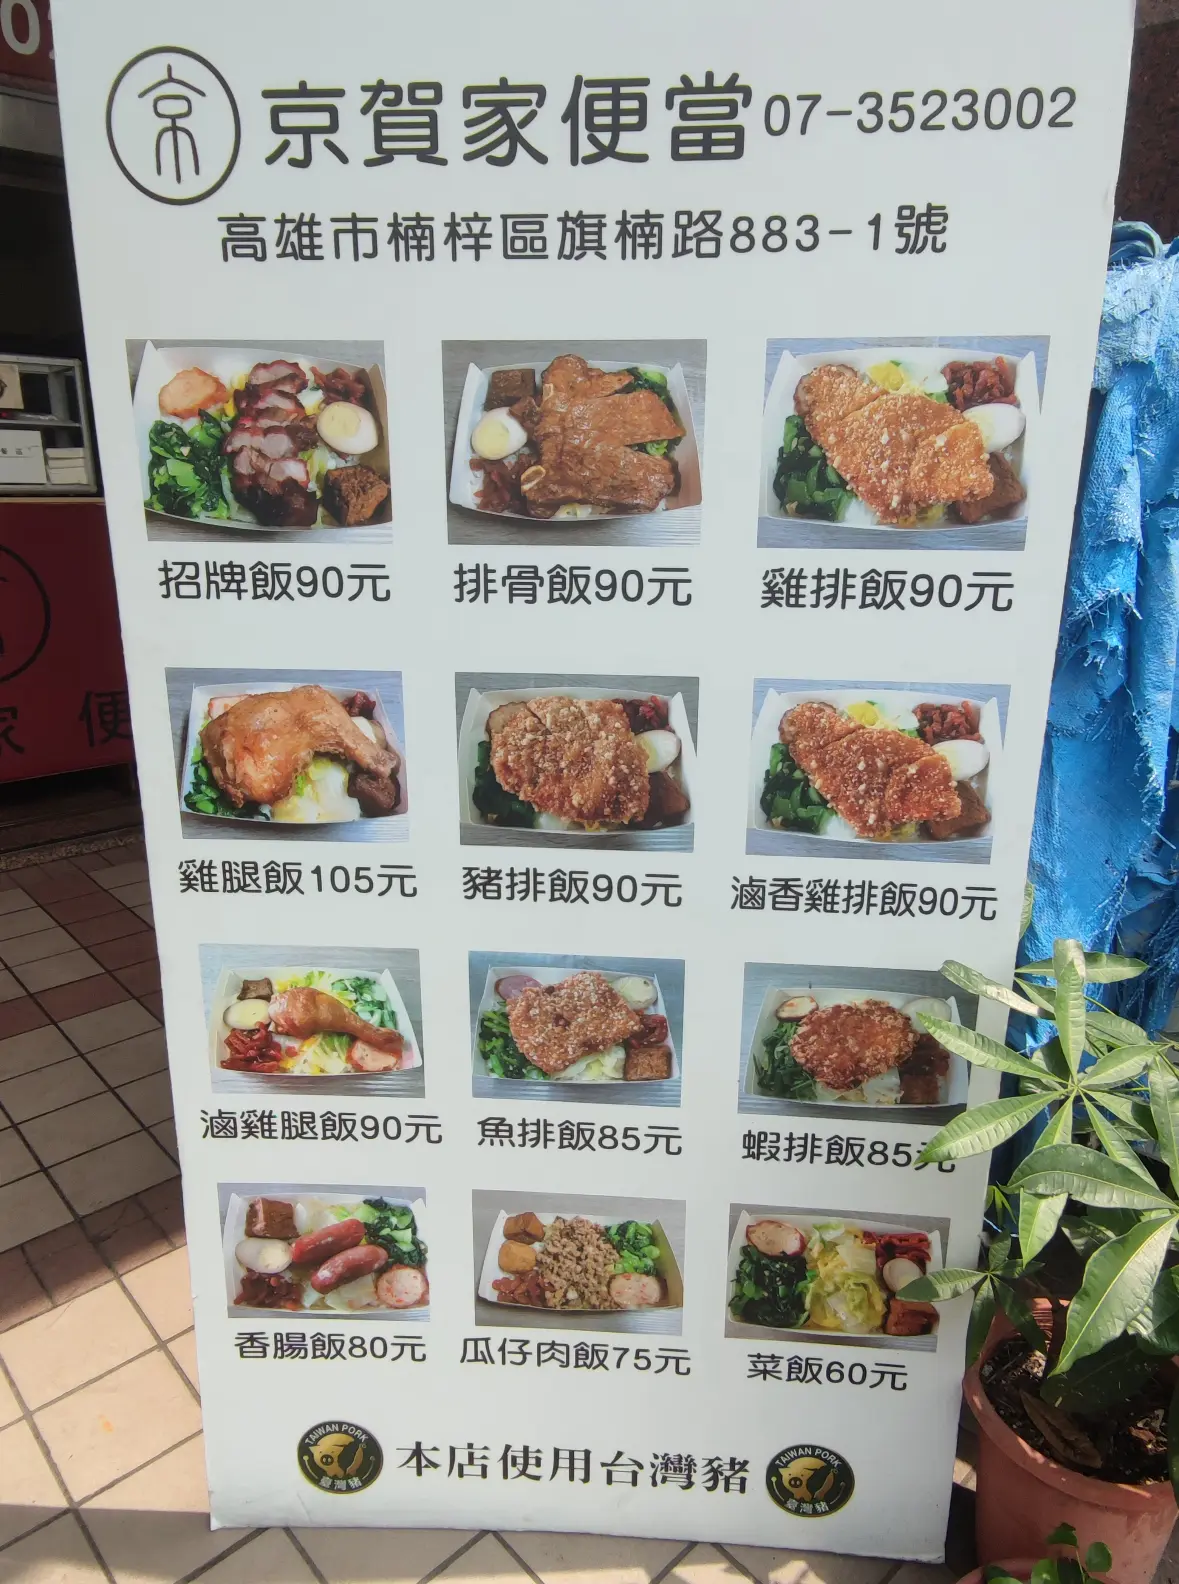 京 京賀家便當 07-3523002
高雄市楠梓區旗楠路883-1號
招牌飯90元 排骨飯90元 雞排飯90元
雞腿飯105元 豬排飯90元 滷香雞排飯90元
滷雞腿飯90元 魚排飯85元 蝦排飯85元
香腸飯80元 瓜仔肉飯75元 菜飯60元
TAIWAN PORK 臺灣豬 本店使用台灣豬 TAIWAN PORK 臺灣豬
家 便